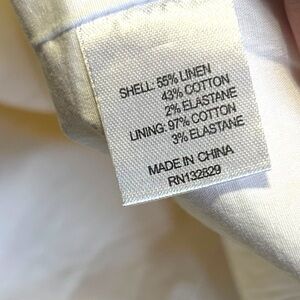 SHELL: 55% LINEN
43% COTTON
2% ELASTANE
LINING: 97% COTTON
3% ELASTANE
MADE IN CHINA
RN132829